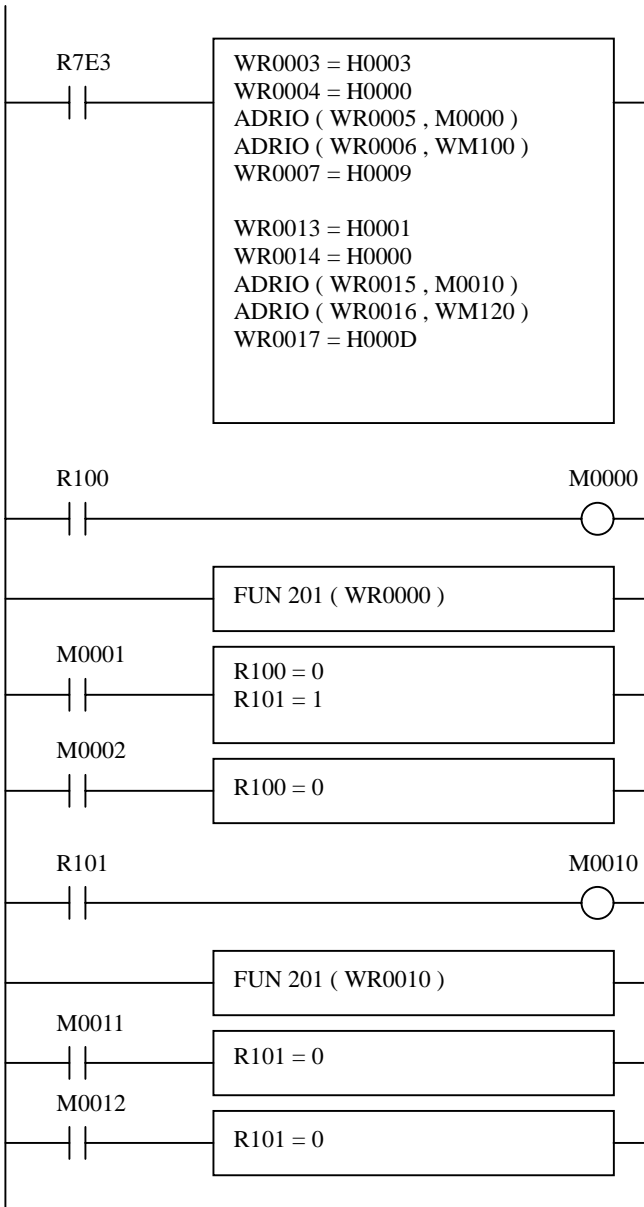 R7E3
WR0003 = H0003
WR0004 = H0000
ADRIO ( WR0005 , M0000 )
ADRIO ( WR0006 , WM100 )
WR0007 = H0009
WR0013 = H0001
WR0014 = H0000
ADRIO ( WR0015 , M0010 )
ADRIO ( WR0016 , WM120 )
WR0017 = H000D
R100 M0000
FUN 201 ( WR0000 )
M0001
R100 = 0
R101 = 1
M0002
R100 = 0
R101 M0010
FUN 201 ( WR0010 )
M0011
R101 = 0
M0012
R101 = 0